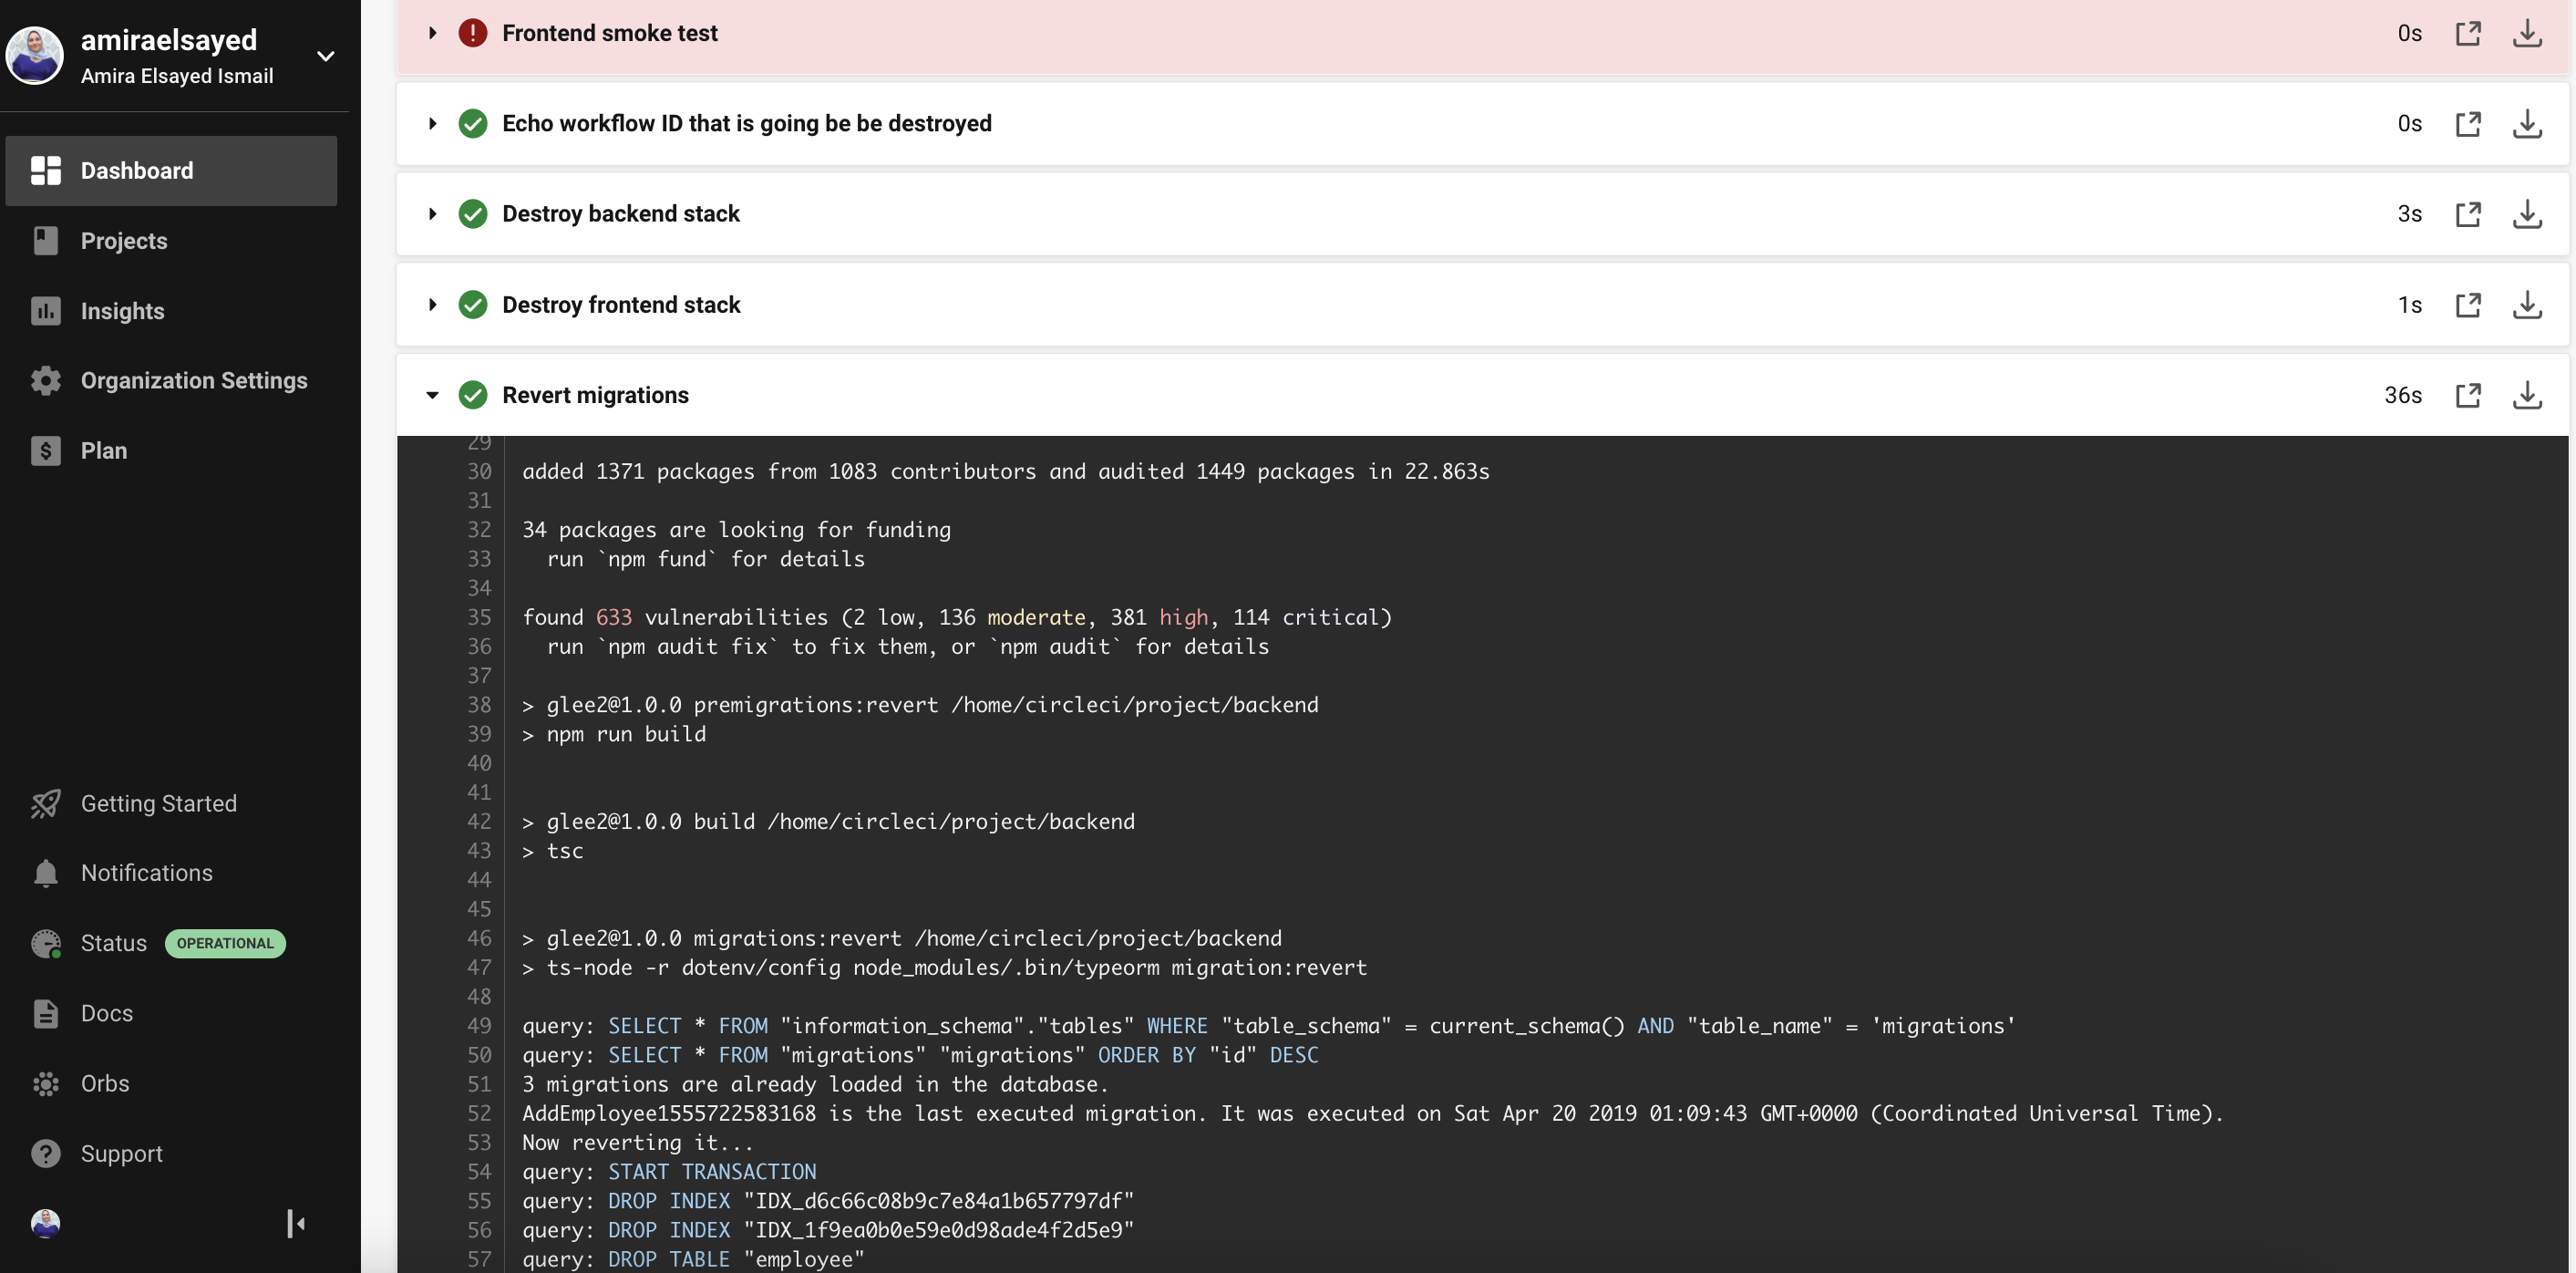 amiraelsayed
Amira Elsayed Ismail
Dashboard
Projects
Insights
Organization Settings
Plan
Getting Started
Notifications
Status OPERATIONAL
Docs
Orbs
Support
Frontend smoke test 0s
Echo workflow ID that is going be be destroyed 0s
Destroy backend stack 3s
Destroy frontend stack 1s
Revert migrations 36s
29
30 added 1371 packages from 1083 contributors and audited 1449 packages in 22.863s
31
32 34 packages are looking for funding
33 run `npm fund` for details
34
35 found 633 vulnerabilities (2 low, 136 moderate, 381 high, 114 critical)
36 run `npm audit fix` to fix them, or `npm audit` for details
37
38 > glee2@1.0.0 premigrations:revert /home/circleci/project/backend
39 > npm run build
40
41
42 > glee2@1.0.0 build /home/circleci/project/backend
43 > tsc
44
45
46 > glee2@1.0.0 migrations:revert /home/circleci/project/backend
47 > ts-node -r dotenv/config node_modules/.bin/typeorm migration:revert
48
49 query: SELECT * FROM "information_schema"."tables" WHERE "table_schema" = current_schema() AND "table_name" = 'migrations'
50 query: SELECT * FROM "migrations" "migrations" ORDER BY "id" DESC
51 3 migrations are already loaded in the database.
52 AddEmployee1555722583168 is the last executed migration. It was executed on Sat Apr 20 2019 01:09:43 GMT+0000 (Coordinated Universal Time).
53 Now reverting it...
54 query: START TRANSACTION
55 query: DROP INDEX "IDX_d6c66c08b9c7e84a1b657797df"
56 query: DROP INDEX "IDX_1f9ea0b0e59e0d98ade4f2d5e9"
57 query: DROP TABLE "employee"